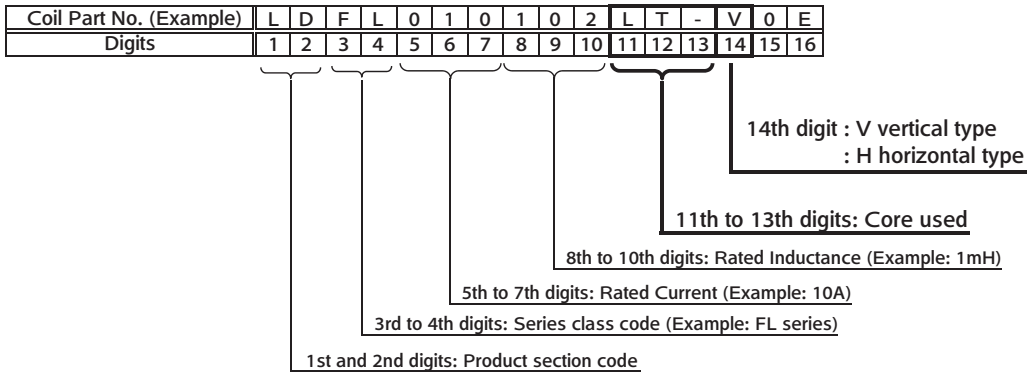 Coil Part No. (Example) L D F L 0 1 0 1 0 2 L T - V 0 E
Digits 1 2 3 4 5 6 7 8 9 10 11 12 13 14 15 16
14th digit : V vertical type
: H horizontal type
11th to 13th digits: Core used
8th to 10th digits: Rated Inductance (Example: 1mH)
5th to 7th digits: Rated Current (Example: 10A)
3rd to 4th digits: Series class code (Example: FL series)
1st and 2nd digits: Product section code